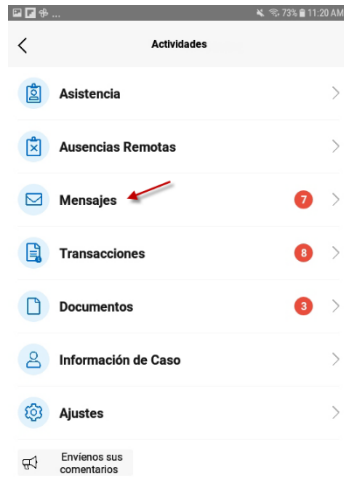 ... 73% 11:20 AM
Actividades
Asistencia
Ausencias Remotas
Mensajes 7
Transacciones 8
Documentos 3
Información de Caso
Ajustes
Envíenos sus
comentarios